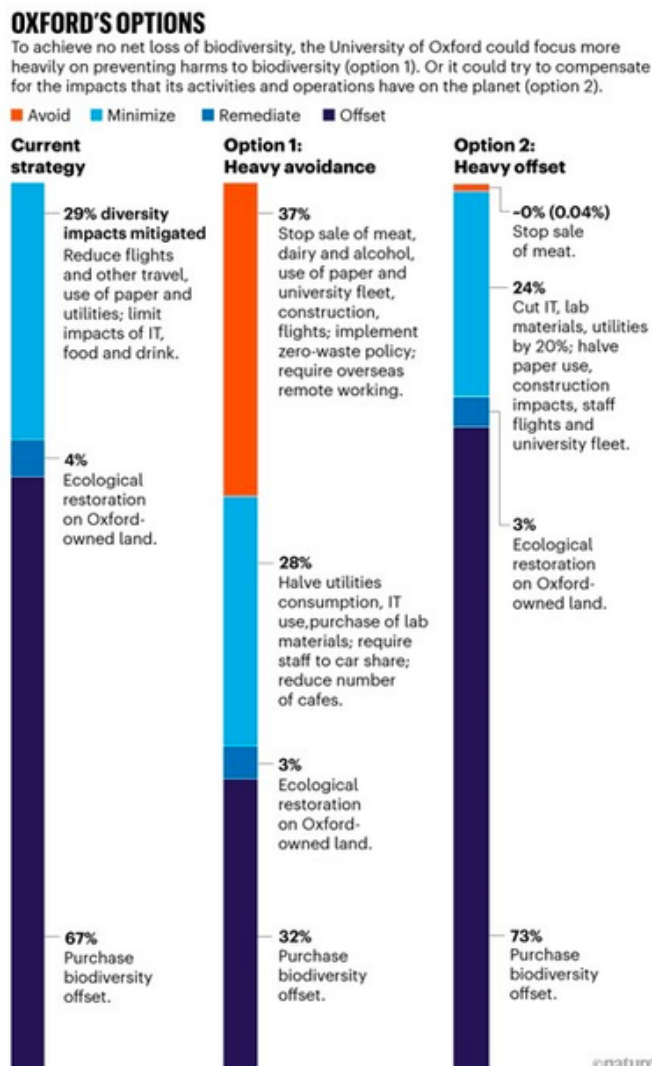 OXFORD'S OPTIONS
To achieve no net loss of biodiversity, the University of Oxford could focus more
heavily on preventing harms to biodiversity (option 1). Or it could try to compensate
for the impacts that its activities and operations have on the planet (option 2).
Avoid Minimize Remediate Offset
Current
strategy
29% diversity
impacts mitigated
Reduce flights
and other travel,
use of paper and
utilities; limit
impacts of IT,
food and drink.
4%
Ecological
restoration
on Oxford-
owned land.
67%
Purchase
biodiversity
offset.
Option 1:
Heavy avoidance
37%
Stop sale of meat,
dairy and alcohol,
use of paper and
university fleet,
construction,
flights; implement
zero-waste policy;
require overseas
remote working.
28%
Halve utilities
consumption, IT
use,purchase of lab
materials; require
staff to car share;
reduce number
of cafes.
3%
Ecological
restoration
on Oxford-
owned land.
32%
Purchase
biodiversity
offset.
Option 2:
Heavy offset
~0% (0.04%)
Stop sale
of meat.
24%
Cut IT, lab
materials, utilities
by 20%; halve
paper use,
construction
impacts, staff
flights and
university fleet.
3%
Ecological
restoration
on Oxford-
owned land.
73%
Purchase
biodiversity
offset.